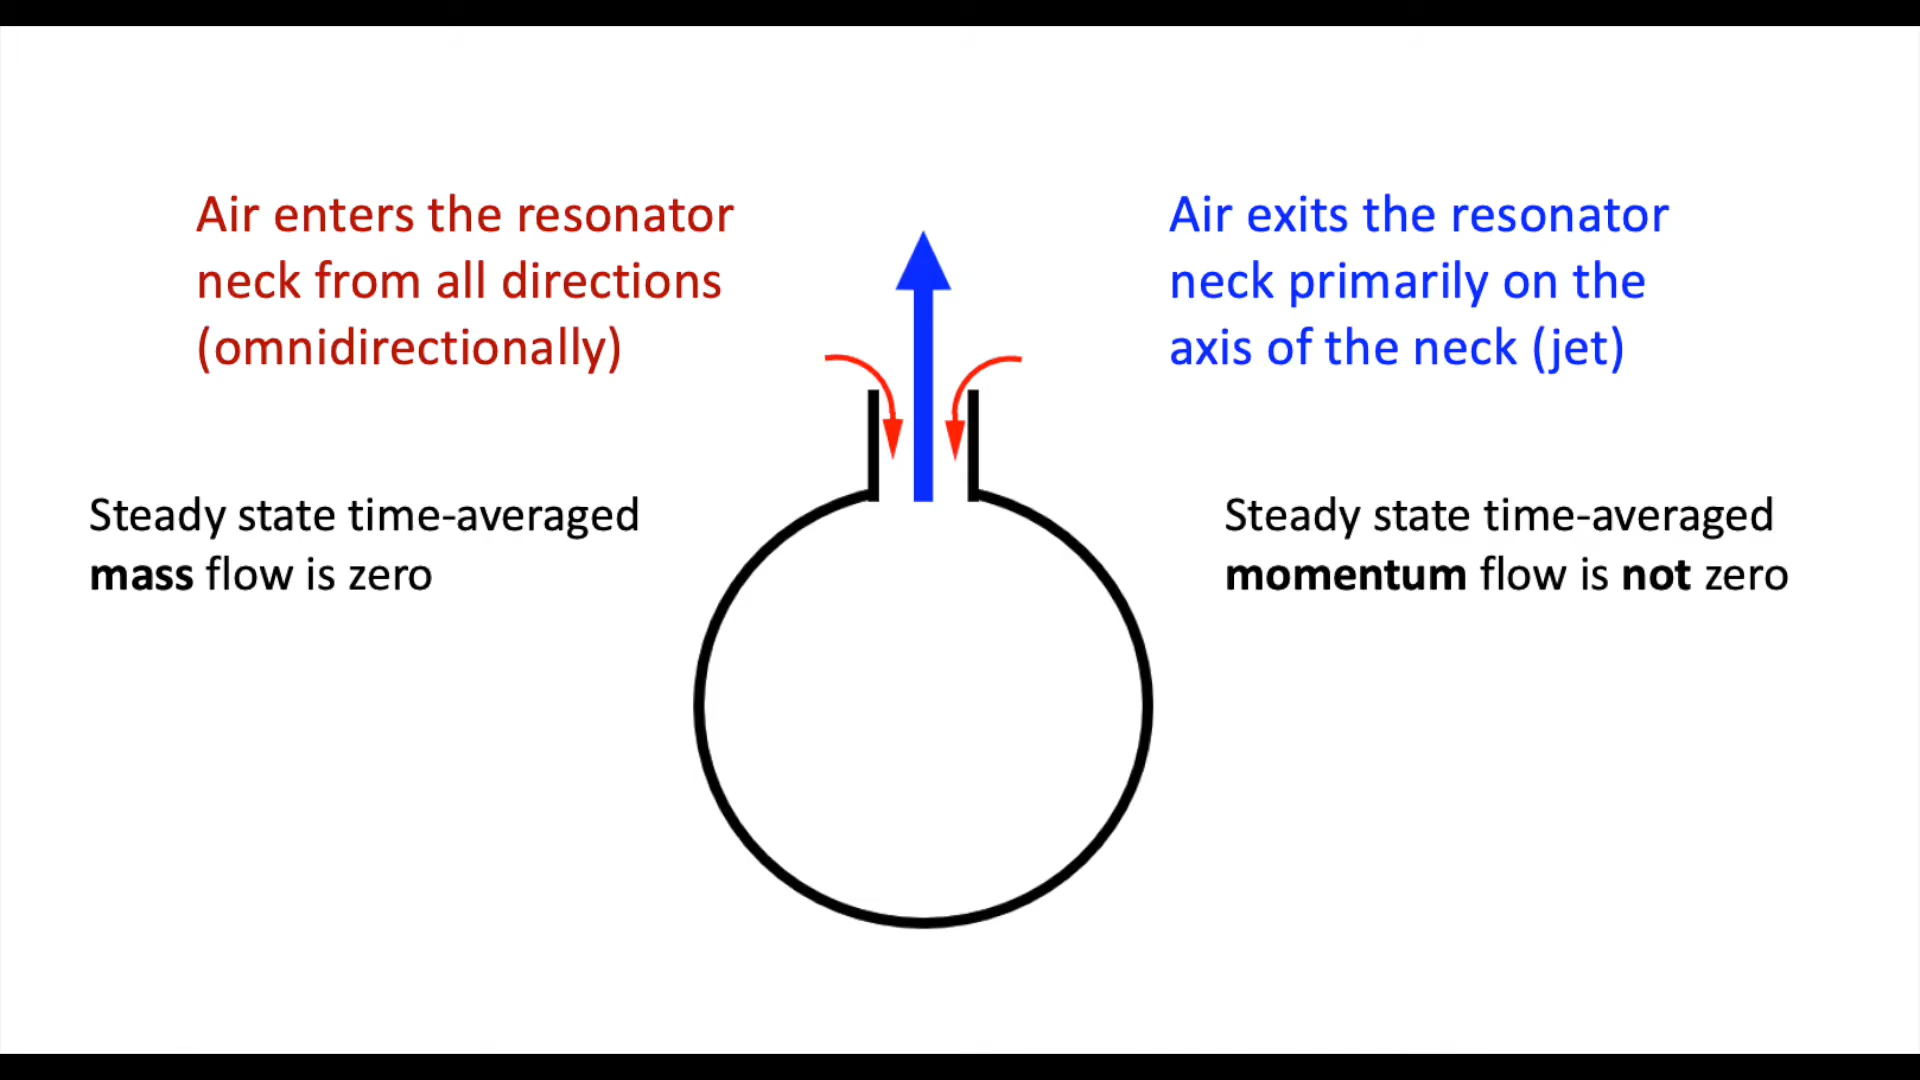 Air enters the resonator
neck from all directions
(omnidirectionally)
Air exits the resonator
neck primarily on the
axis of the neck (jet)
Steady state time-averaged
mass flow is zero
Steady state time-averaged
momentum flow is not zero